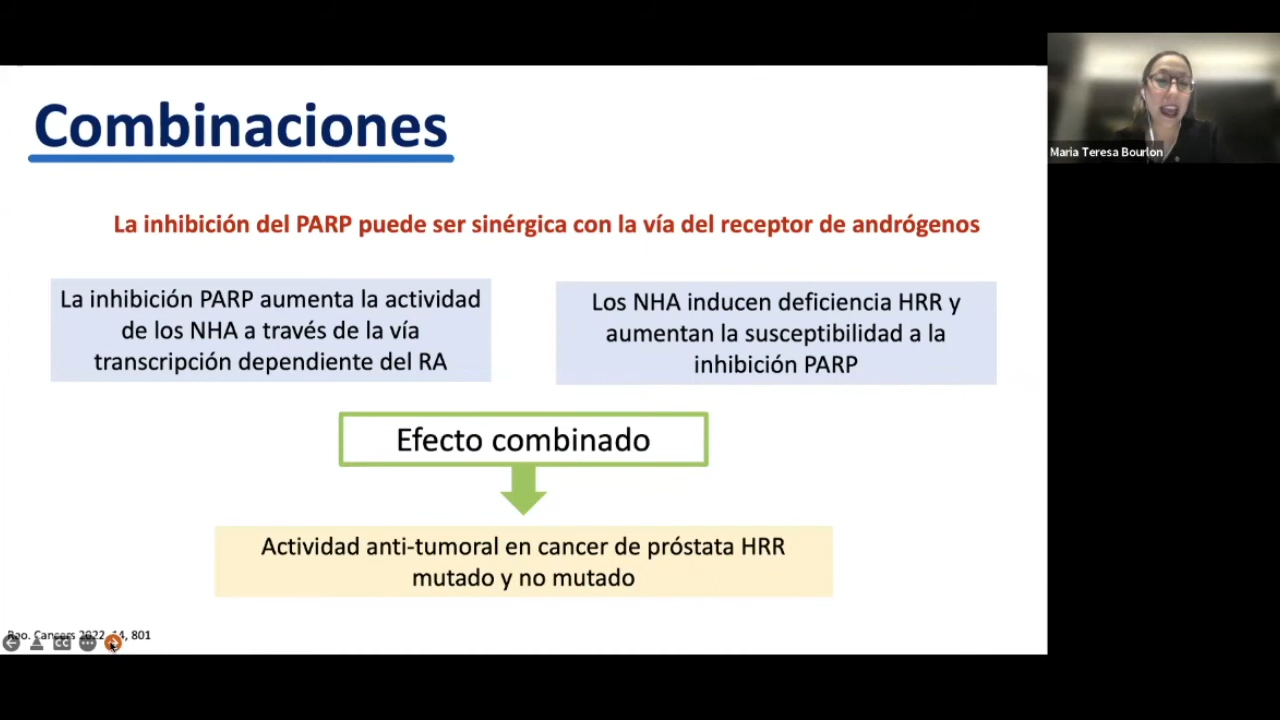 Combinaciones
Maria Teresa Bourlon
La inhibición del PARP puede ser sinérgica con la vía del receptor de andrógenos
La inhibición PARP aumenta la actividad
de los NHA a través de la vía
transcripción dependiente del RA
Los NHA inducen deficiencia HRR y
aumentan la susceptibilidad a la
inhibición PARP
Efecto combinado
Actividad anti-tumoral en cancer de próstata HRR
mutado y no mutado
Rao. Cancers 2022, 14, 801
CC